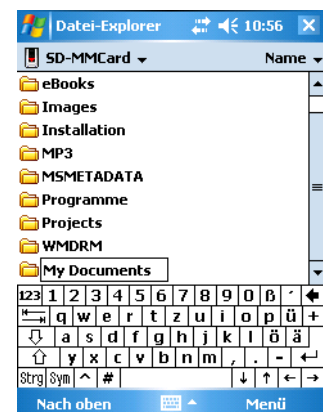 Datei-Explorer 10:56
SD-MMCard Name
eBooks
Images
Installation
MP3
MSMETADATA
Programme
Projects
WMDRM
My Documents
123 1 2 3 4 5 6 7 8 9 0 ß ´
q w e r t z u i o p ü +
a s d f g h j k l ö ä
y x c v b n m , . -
Strg Sym ^ #
Nach oben Menü